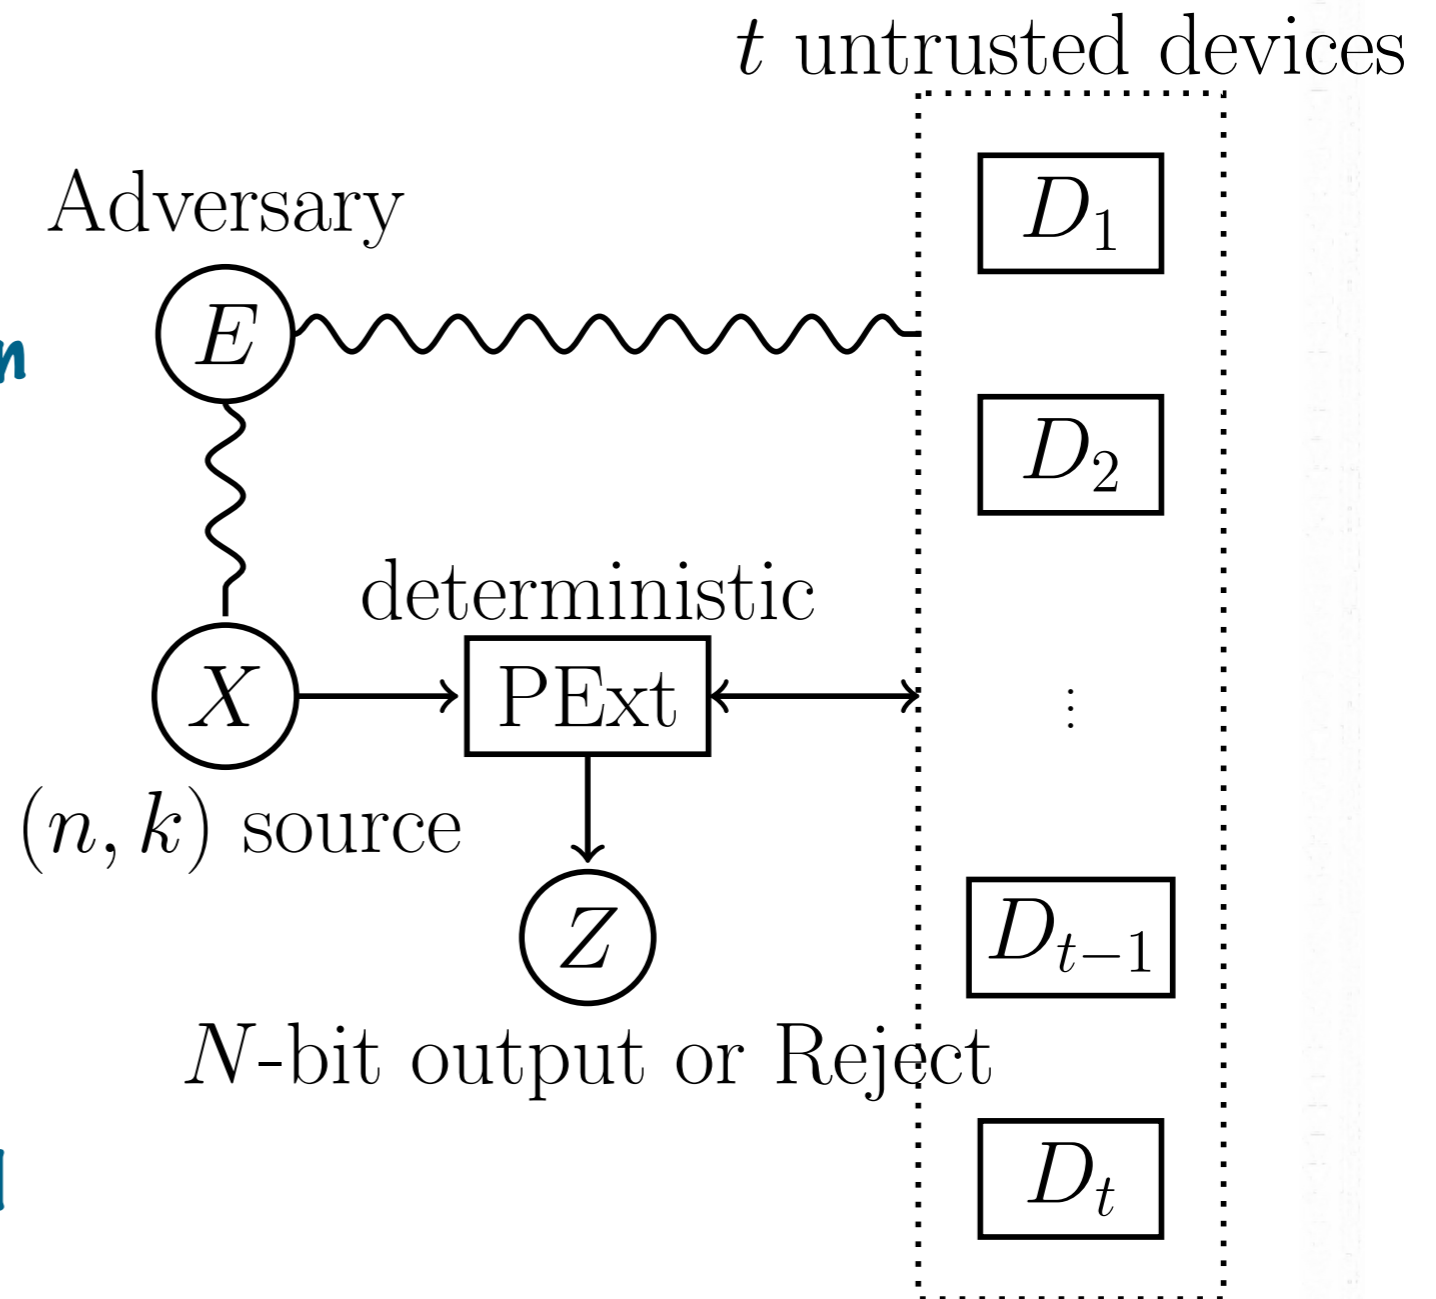 t untrusted devices
D₁
Adversary
E
n
D₂
deterministic
X
PExt
⋮
(n, k) source
Z
Dₜ₋₁
N-bit output or Reject
Dₜ